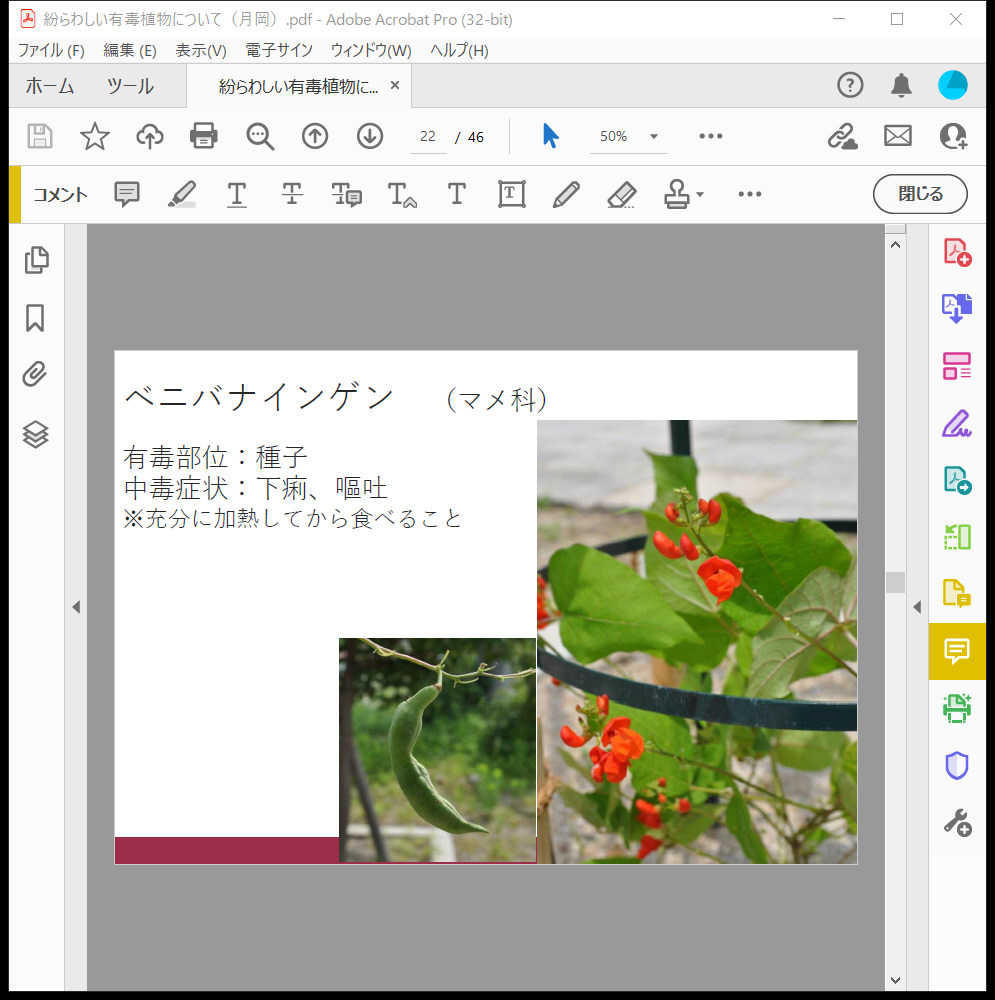 紛らわしい有毒植物について（月岡）.pdf - Adobe Acrobat Pro (32-bit)
ファイル (F) 編集 (E) 表示(V) 電子サイン ウィンドウ(W) ヘルプ(H)
ホーム ツール 紛らわしい有毒植物に... ×
22 / 46 50%
コメント 閉じる
ベニバナインゲン （マメ科）
有毒部位：種子
中毒症状：下痢、嘔吐
※充分に加熱してから食べること